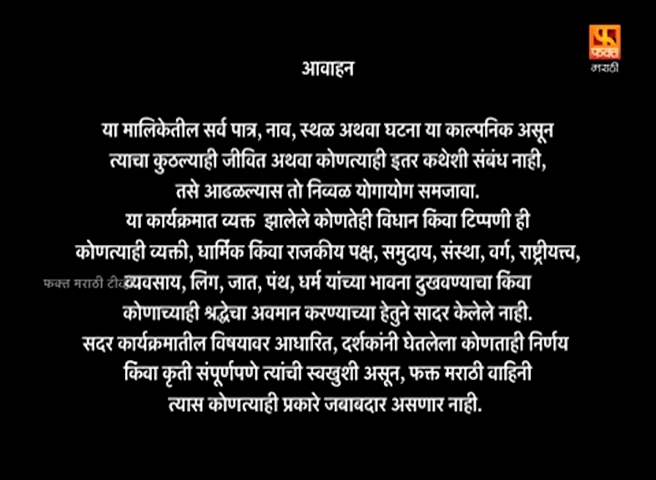 फक्त
मराठी
आवाहन
या मालिकेतील सर्व पात्र, नाव, स्थळ अथवा घटना या काल्पनिक असून
त्याचा कुठल्याही जीवित अथवा कोणत्याही इतर कथेशी संबंध नाही,
तसे आढळल्यास तो निव्वळ योगायोग समजावा.
या कार्यक्रमात व्यक्त झालेले कोणतेही विधान किंवा टिप्पणी ही
कोणत्याही व्यक्ती, धार्मिक किंवा राजकीय पक्ष, समुदाय, संस्था, वर्ग, राष्ट्रीयत्त्व,
फक्त मराठी टीव्ही
व्यवसाय, लिंग, जात, पंथ, धर्म यांच्या भावना दुखवण्याचा किंवा
कोणाच्याही श्रद्धेचा अवमान करण्याच्या हेतुने सादर केलेले नाही.
सदर कार्यक्रमातील विषयावर आधारित, दर्शकांनी घेतलेला कोणताही निर्णय
किंवा कृती संपूर्णपणे त्यांची स्वखुशी असून, फक्त मराठी वाहिनी
त्यास कोणत्याही प्रकारे जबाबदार असणार नाही.